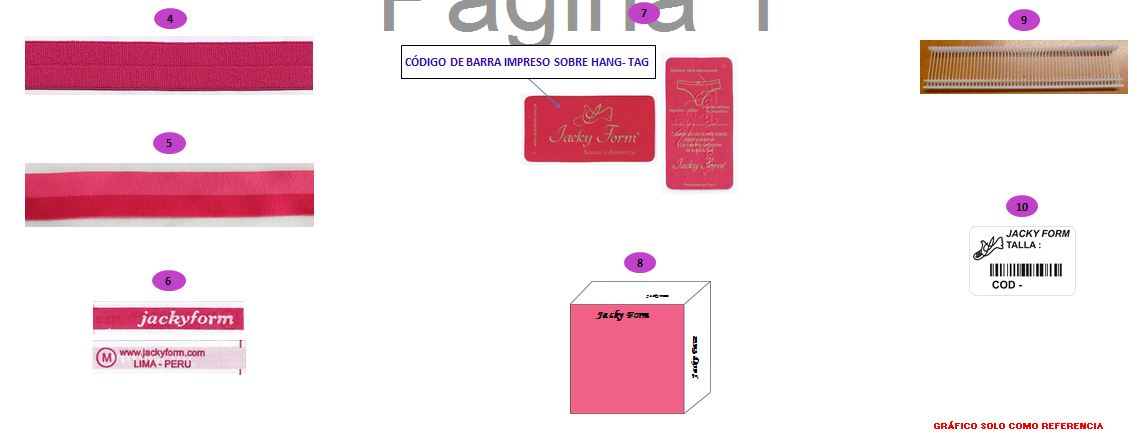 Página 1
4
7
9
CÓDIGO DE BARRA IMPRESO SOBRE HANG- TAG
Jacky Form
Sensual y Romántica
Jacky Form
5
10
JACKY FORM
TALLA :
COD -
8
Jacky Form
Jacky Form
Jacky Form
6
jackyform
M www.jackyform.com
LIMA - PERU
GRÁFICO SOLO COMO REFERENCIA